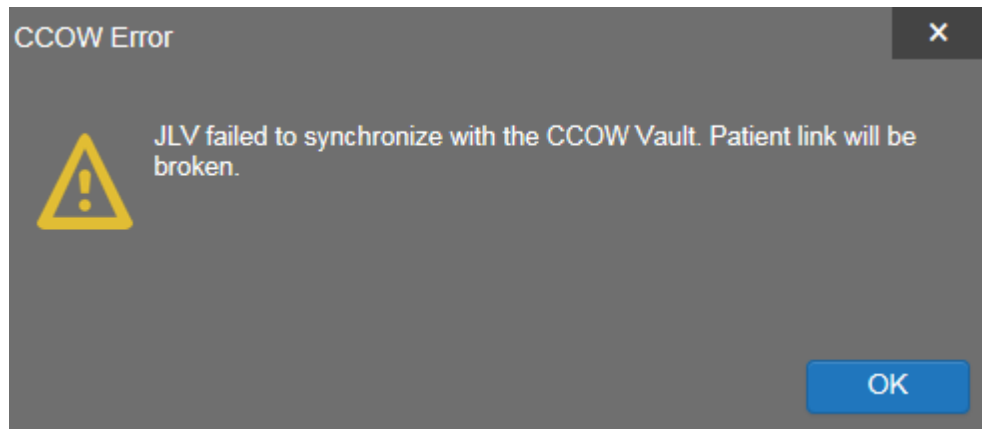 CCOW Error
JLV failed to synchronize with the CCOW Vault. Patient link will be
broken.
OK